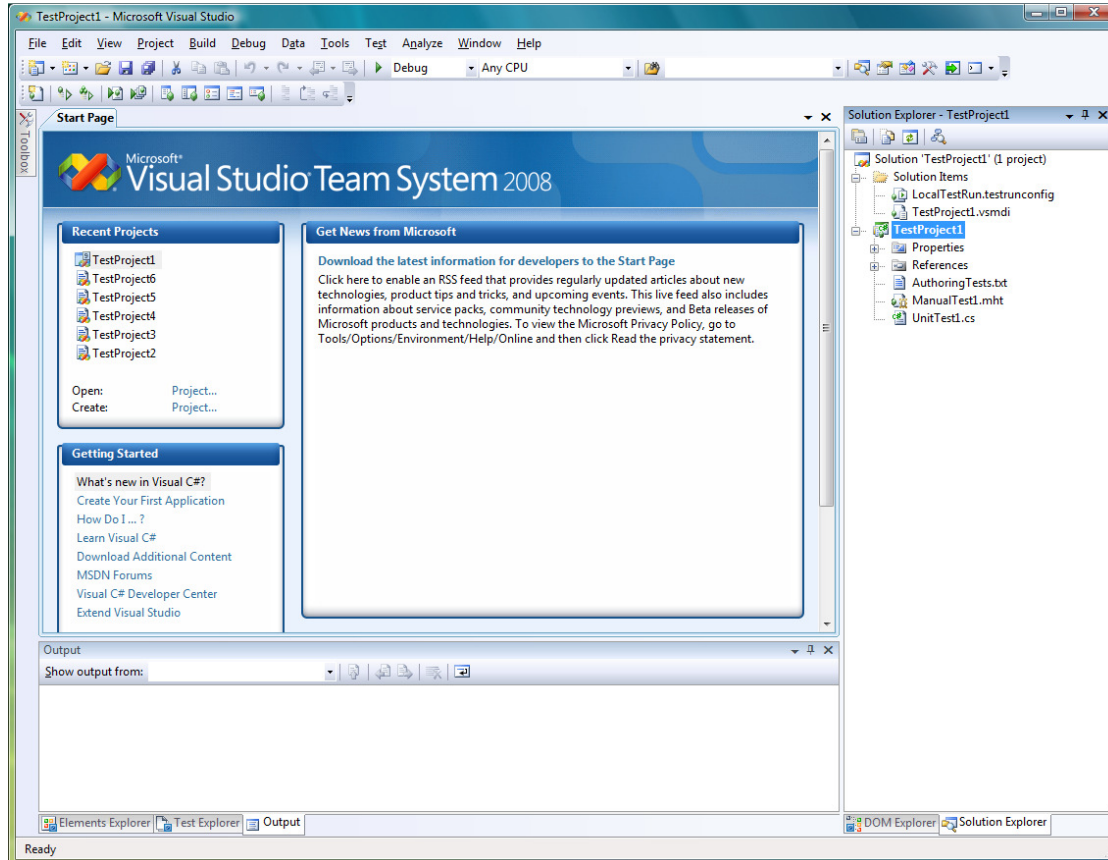 TestProject1 - Microsoft Visual Studio
File Edit View Project Build Debug Data Tools Test Analyze Window Help
Debug Any CPU
Toolbox
Start Page
Microsoft®
Visual Studio Team System 2008
Recent Projects
TestProject1
TestProject6
TestProject5
TestProject4
TestProject3
TestProject2
Open: Project...
Create: Project...
Getting Started
What's new in Visual C#?
Create Your First Application
How Do I ... ?
Learn Visual C#
Download Additional Content
MSDN Forums
Visual C# Developer Center
Extend Visual Studio
Get News from Microsoft
Download the latest information for developers to the Start Page
Click here to enable an RSS feed that provides regularly updated articles about new
technologies, product tips and tricks, and upcoming events. This live feed also includes
information about service packs, community technology previews, and Beta releases of
Microsoft products and technologies. To view the Microsoft Privacy Policy, go to
Tools/Options/Environment/Help/Online and then click Read the privacy statement.
Output
Show output from:
Elements Explorer Test Explorer Output
Solution Explorer - TestProject1
Solution 'TestProject1' (1 project)
Solution Items
LocalTestRun.testrunconfig
TestProject1.vsmdi
TestProject1
Properties
References
AuthoringTests.txt
ManualTest1.mht
UnitTest1.cs
DOM Explorer Solution Explorer
Ready